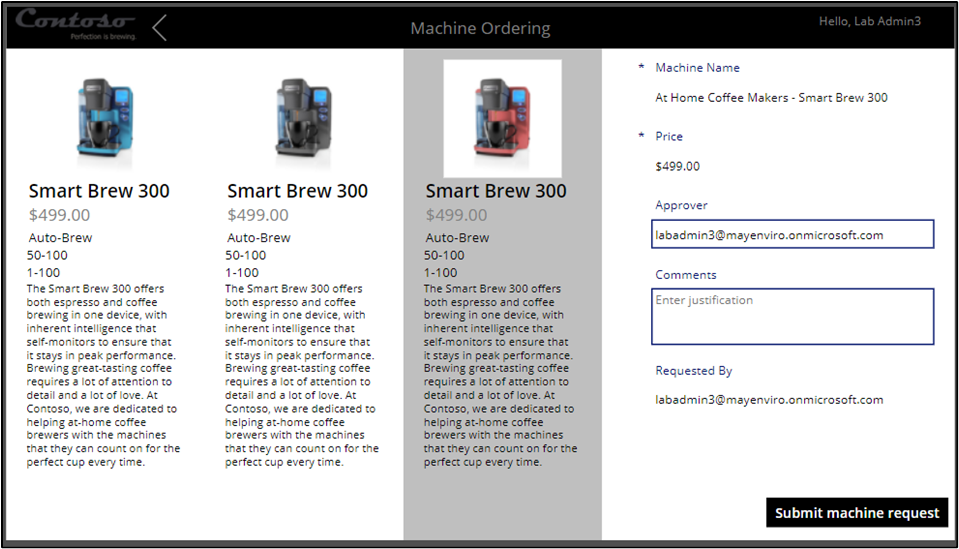 Contoso
Perfection is brewing.
Machine Ordering
Hello, Lab Admin3
Smart Brew 300
$499.00
Auto-Brew
50-100
1-100
The Smart Brew 300 offers
both espresso and coffee
brewing in one device, with
inherent intelligence that
self-monitors to ensure that
it stays in peak performance.
Brewing great-tasting coffee
requires a lot of attention to
detail and a lot of love. At
Contoso, we are dedicated to
helping at-home coffee
brewers with the machines
that they can count on for the
perfect cup every time.
Smart Brew 300
$499.00
Auto-Brew
50-100
1-100
The Smart Brew 300 offers
both espresso and coffee
brewing in one device, with
inherent intelligence that
self-monitors to ensure that
it stays in peak performance.
Brewing great-tasting coffee
requires a lot of attention to
detail and a lot of love. At
Contoso, we are dedicated to
helping at-home coffee
brewers with the machines
that they can count on for the
perfect cup every time.
Smart Brew 300
$499.00
Auto-Brew
50-100
1-100
The Smart Brew 300 offers
both espresso and coffee
brewing in one device, with
inherent intelligence that
self-monitors to ensure that
it stays in peak performance.
Brewing great-tasting coffee
requires a lot of attention to
detail and a lot of love. At
Contoso, we are dedicated to
helping at-home coffee
brewers with the machines
that they can count on for the
perfect cup every time.
* Machine Name
At Home Coffee Makers - Smart Brew 300
* Price
$499.00
Approver
labadmin3@mayenviro.onmicrosoft.com
Comments
Enter justification
Requested By
labadmin3@mayenviro.onmicrosoft.com
Submit machine request